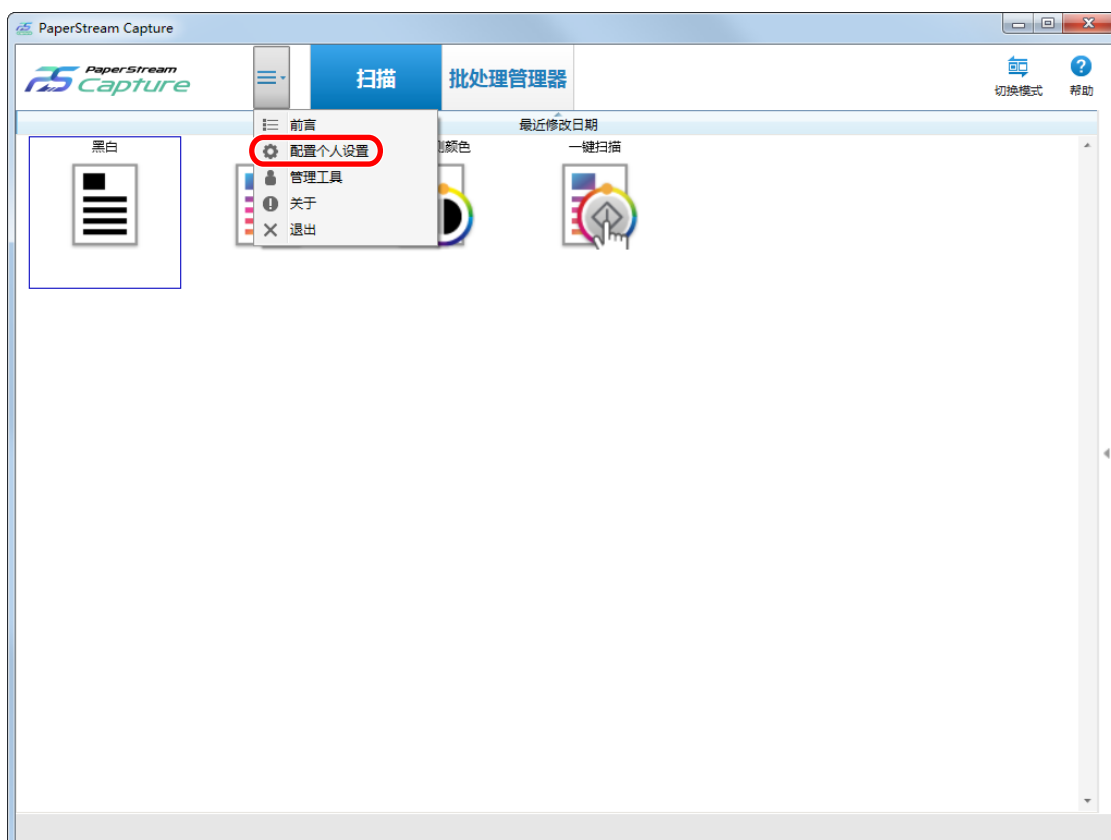 PaperStream Capture
PaperStream
Capture
扫描
批处理管理器
切换模式
帮助
前言
配置个人设置
管理工具
关于
退出
最近修改日期
黑白
颜色
一键扫描